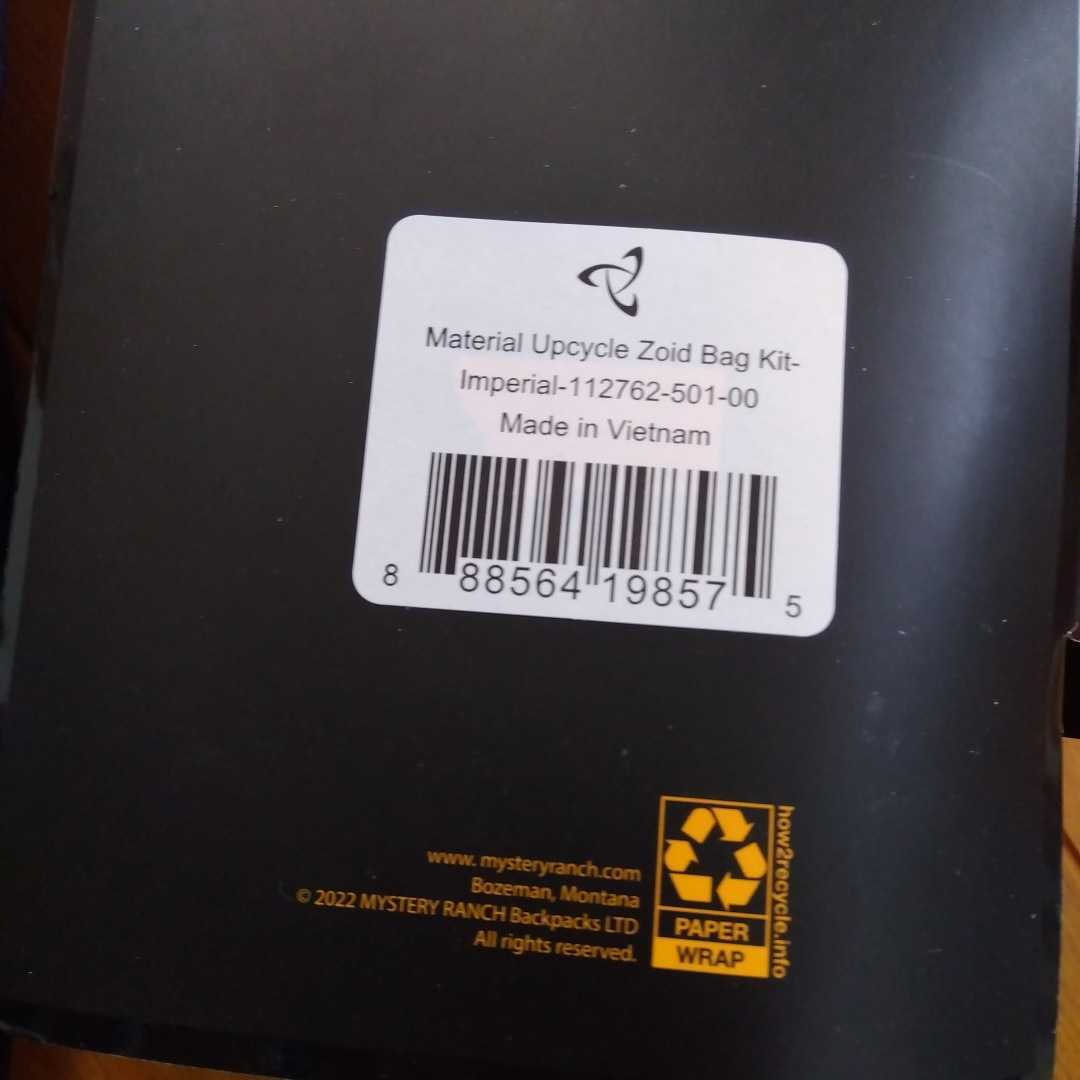 Material Upcycle Zoid Bag Kit-
Imperial-112762-501-00
Made in Vietnam
8 88564 19857 5
www. mysteryranch.com
Bozeman, Montana
© 2022 MYSTERY RANCH Backpacks LTD
All rights reserved.
PAPER
WRAP
how2recycle.info